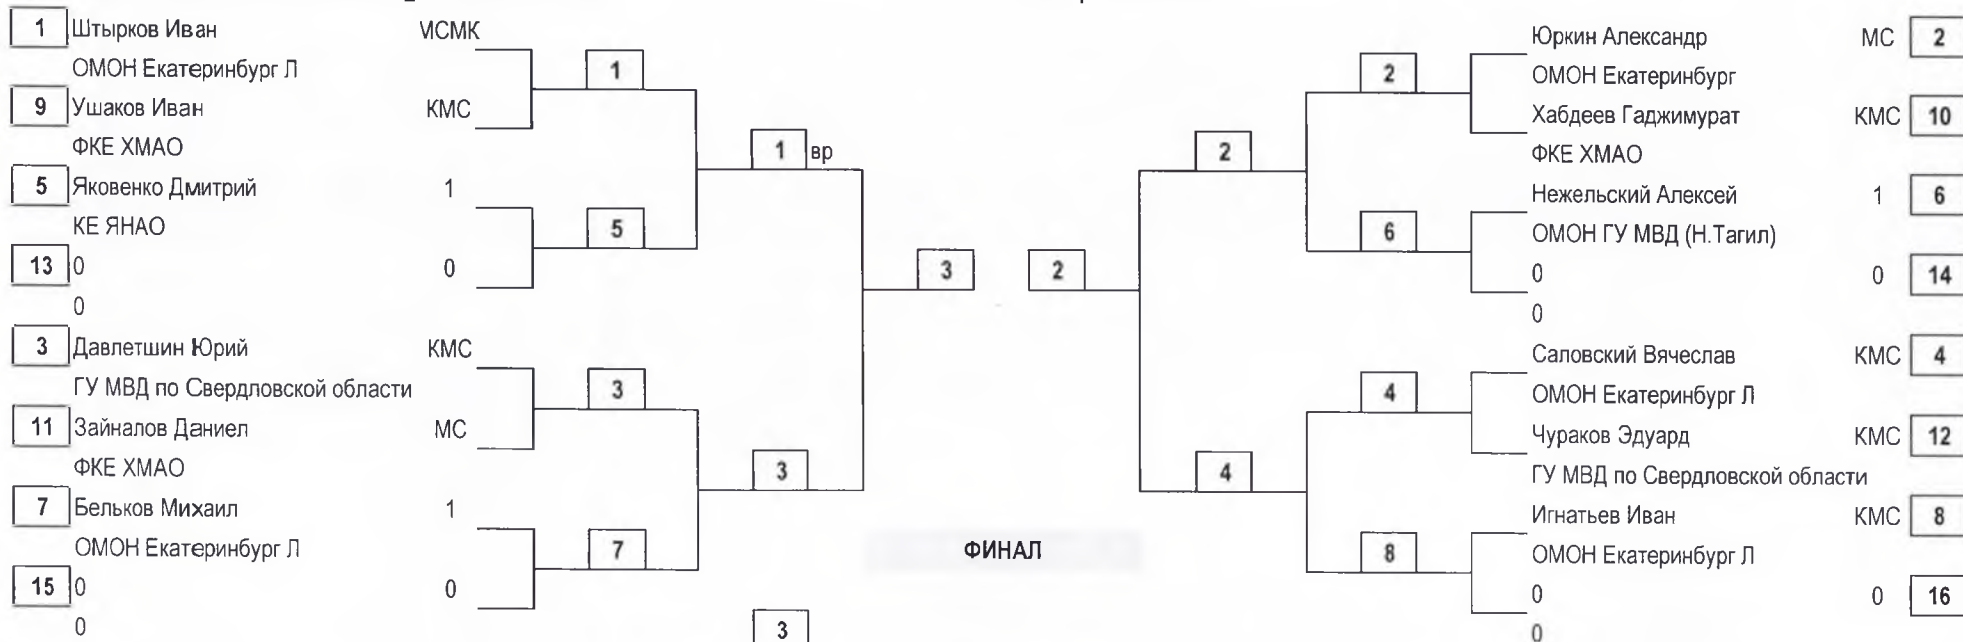 1 Штырков Иван МСМК
ОМОН Екатеринбург Л
9 Ушаков Иван КМС
ФКЕ ХМАО
5 Яковенко Дмитрий 1
КЕ ЯНАО
13 0 0
0
3 Давлетшин Юрий КМС
ГУ МВД по Свердловской области
11 Зайналов Даниел МС
ФКЕ ХМАО
7 Бельков Михаил 1
ОМОН Екатеринбург Л
15 0 0
0
1
5
3
7
1 вр
3
3
3
2
ФИНАЛ
2
4
2
6
4
8
Юркин Александр МС 2
ОМОН Екатеринбург
Хабдеев Гаджимурат КМС 10
ФКЕ ХМАО
Нежельский Алексей 1 6
ОМОН ГУ МВД (Н.Тагил)
0 0 14
0
Саловский Вячеслав КМС 4
ОМОН Екатеринбург Л
Чураков Эдуард КМС 12
ГУ МВД по Свердловской области
Игнатьев Иван КМС 8
ОМОН Екатеринбург Л
0 0 16
0